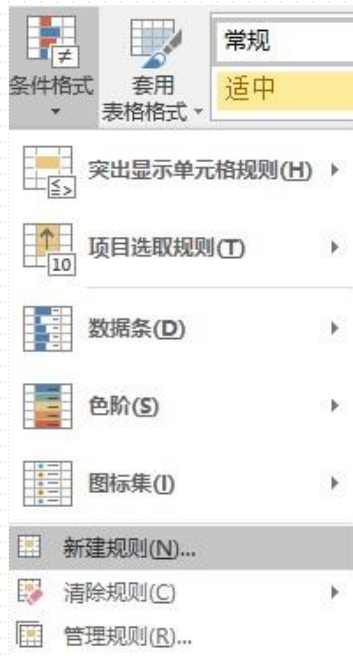 常规
条件格式
套用
表格格式
适中
突出显示单元格规则(H)
≤>
项目选取规则(T)
10
数据条(D)
色阶(S)
图标集(I)
新建规则(N)...
清除规则(C)
管理规则(R)...